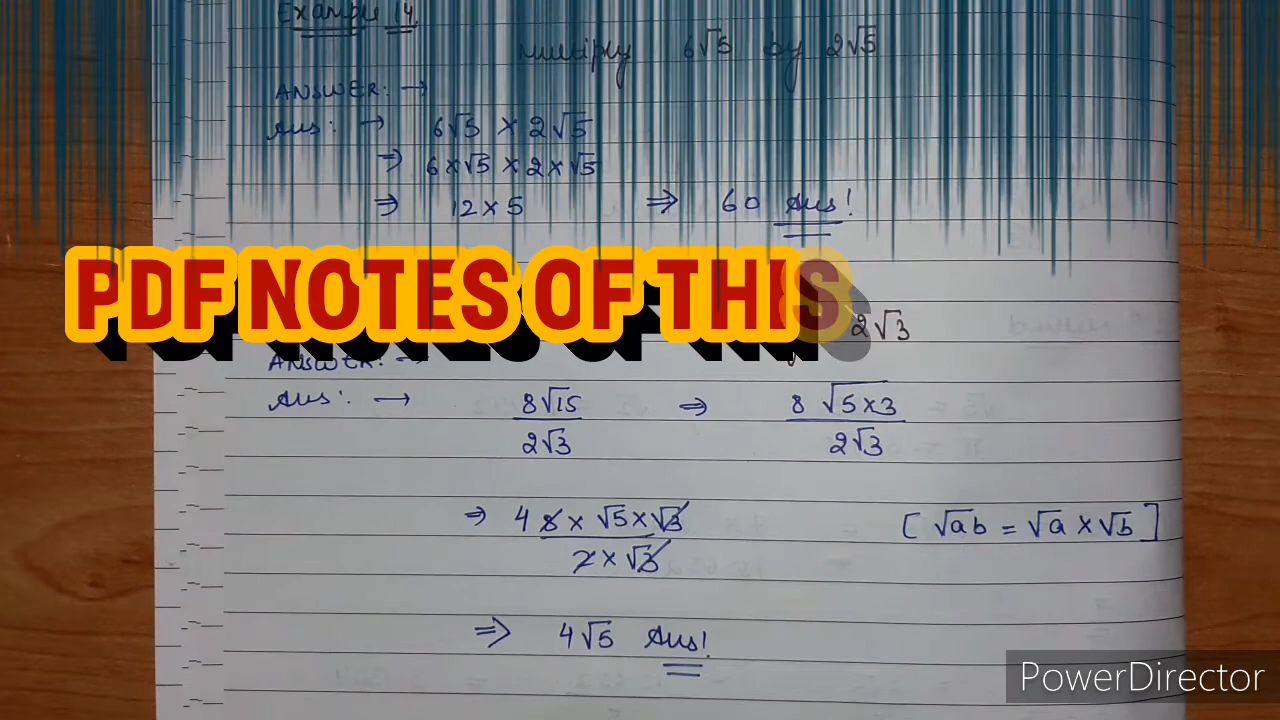 Example 14.
Multiply 6√5 by 2√5
ANSWER: →
Ans: → 6√5 × 2√5
⇒ 6×√5 × 2×√5
⇒ 12×5 ⇒ 60 Ans!
PDF NOTES OF THIS
2√3
ANSWER: →
Ans: → 8√15 / 2√3 ⇒ 8 √5×3 / 2√3
⇒ 4 8 × √5×√3 / 2×√3 [√ab = √a × √b]
⇒ 4√5 Ans!
PowerDirector